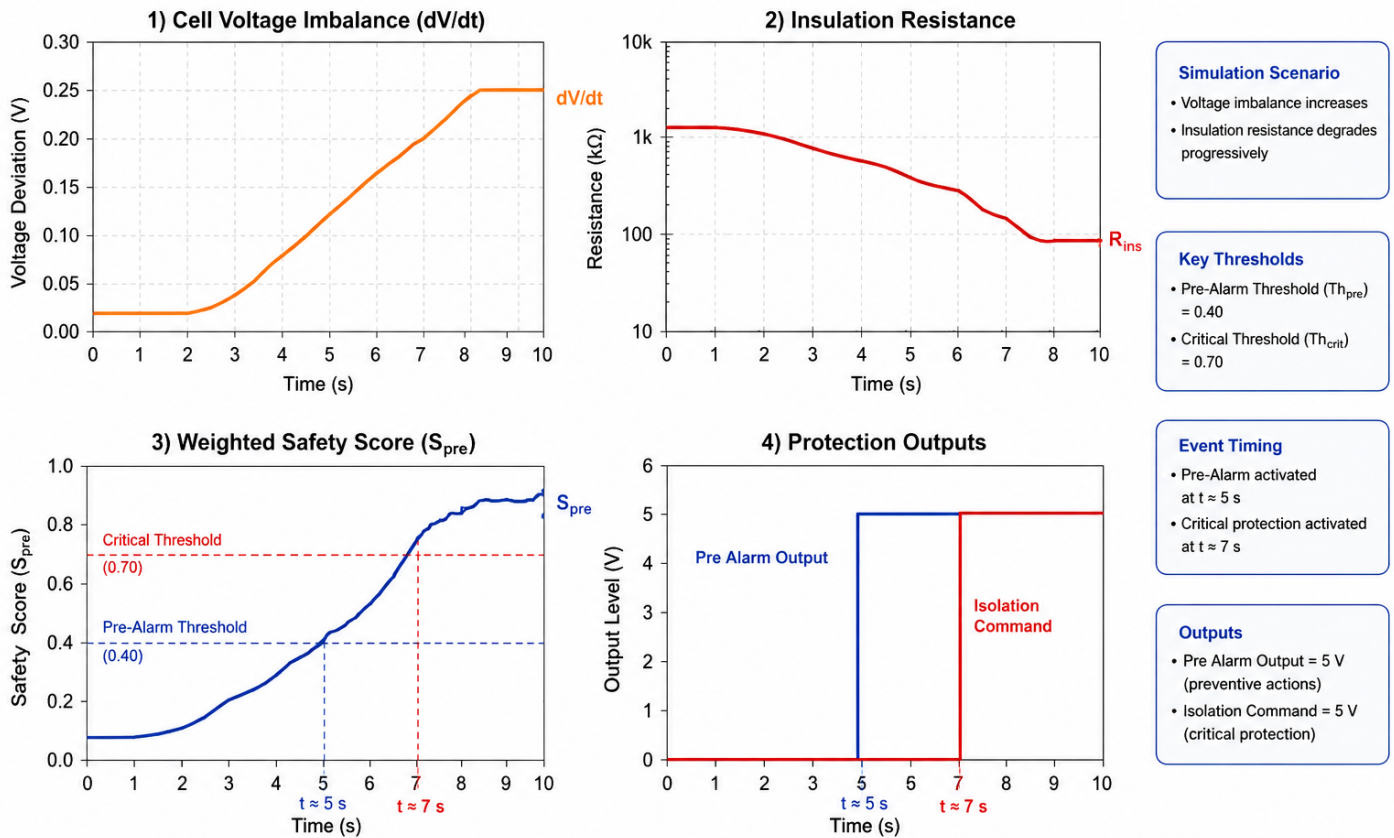 1) Cell Voltage Imbalance (dV/dt)
Voltage Deviation (V)
0.30
0.25
0.20
0.15
0.10
0.05
0.00
dV/dt
0 1 2 3 4 5 6 7 8 9 10
Time (s)
2) Insulation Resistance
Resistance (kΩ)
10k
1k
100
10
R_ins
0 1 2 3 4 5 6 7 8 9 10
Time (s)
Simulation Scenario
• Voltage imbalance increases
• Insulation resistance degrades
progressively
Key Thresholds
• Pre-Alarm Threshold (Th_pre)
= 0.40
• Critical Threshold (Th_crit)
= 0.70
3) Weighted Safety Score (S_pre)
Safety Score (S_pre)
1.0
0.8
0.6
0.4
0.2
0.0
Critical Threshold
(0.70)
Pre-Alarm Threshold
(0.40)
S_pre
0 1 2 3 4 5 6 7 8 9 10
t ≈ 5 s
t ≈ 7 s
Time (s)
4) Protection Outputs
Output Level (V)
6
5
4
3
2
1
0
Pre Alarm Output
Isolation
Command
0 1 2 3 4 5 5 6 7 8 9 10
t ≈ 5 s
t ≈ 7 s
Time (s)
Event Timing
• Pre-Alarm activated
at t ≈ 5 s
• Critical protection activated
at t ≈ 7 s
Outputs
• Pre Alarm Output = 5 V
(preventive actions)
• Isolation Command = 5 V
(critical protection)